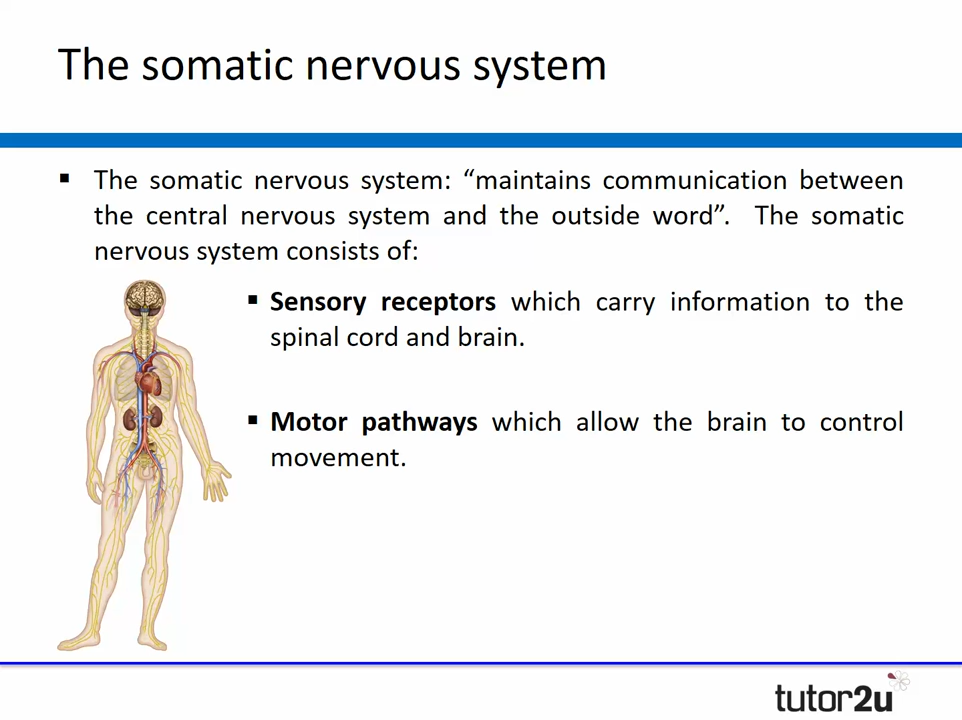 The somatic nervous system
▪ The somatic nervous system: “maintains communication between
the central nervous system and the outside word”. The somatic
nervous system consists of:
▪ Sensory receptors which carry information to the
spinal cord and brain.
▪ Motor pathways which allow the brain to control
movement.
tutor2u